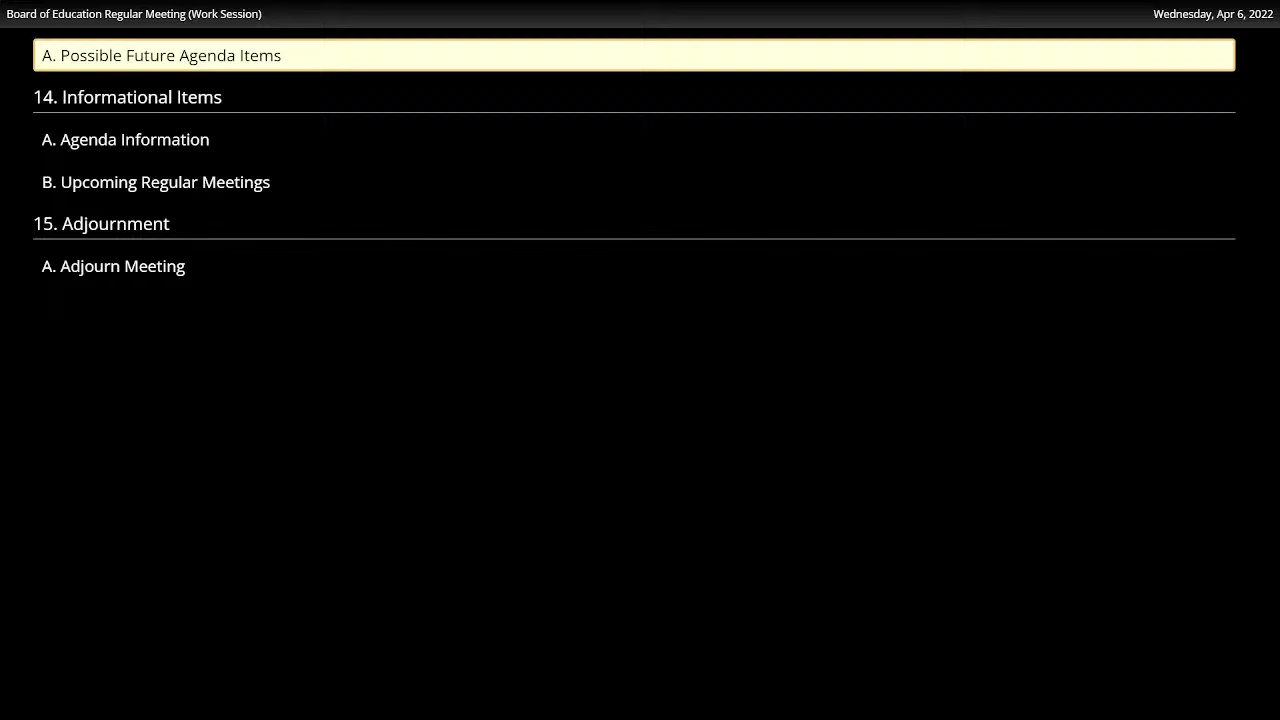 Board of Education Regular Meeting (Work Session)
Wednesday, Apr 6, 2022
A. Possible Future Agenda Items
14. Informational Items
A. Agenda Information
B. Upcoming Regular Meetings
15. Adjournment
A. Adjourn Meeting